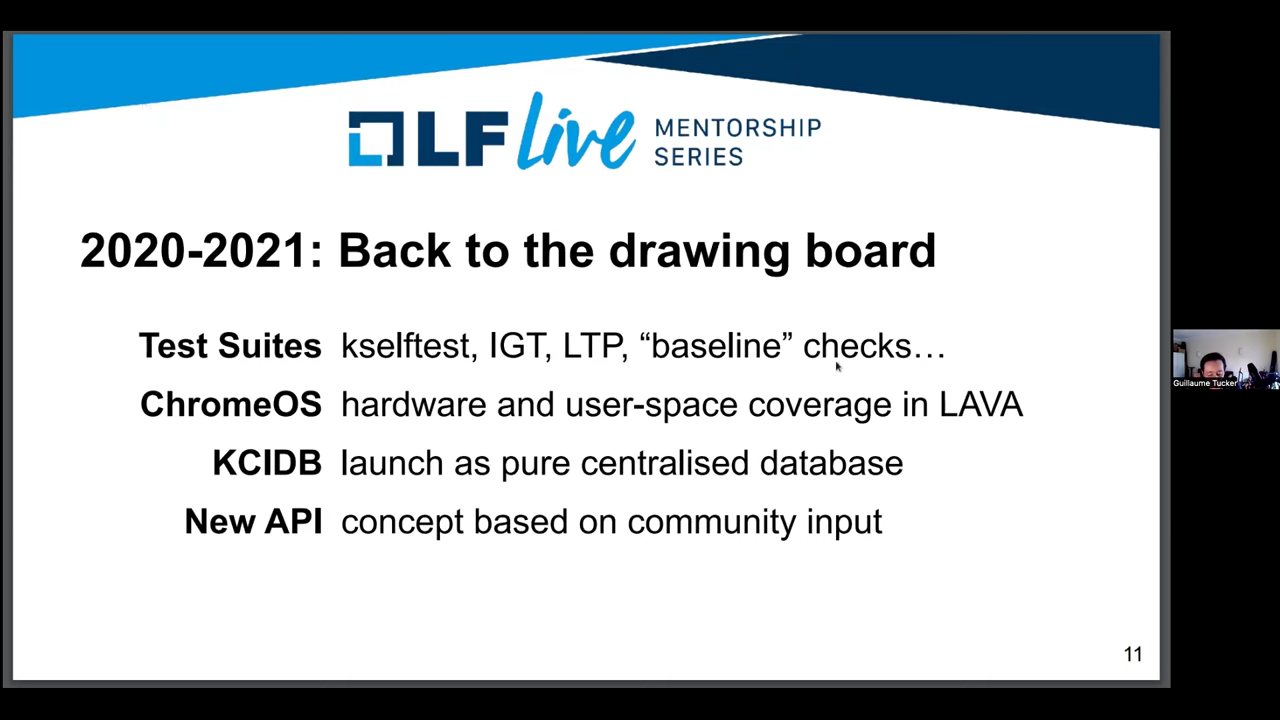 LF Live MENTORSHIP
SERIES
2020-2021: Back to the drawing board
Test Suites kselftest, IGT, LTP, “baseline” checks…
ChromeOS hardware and user-space coverage in LAVA
KCIDB launch as pure centralised database
New API concept based on community input
11
Guillaume Tucker